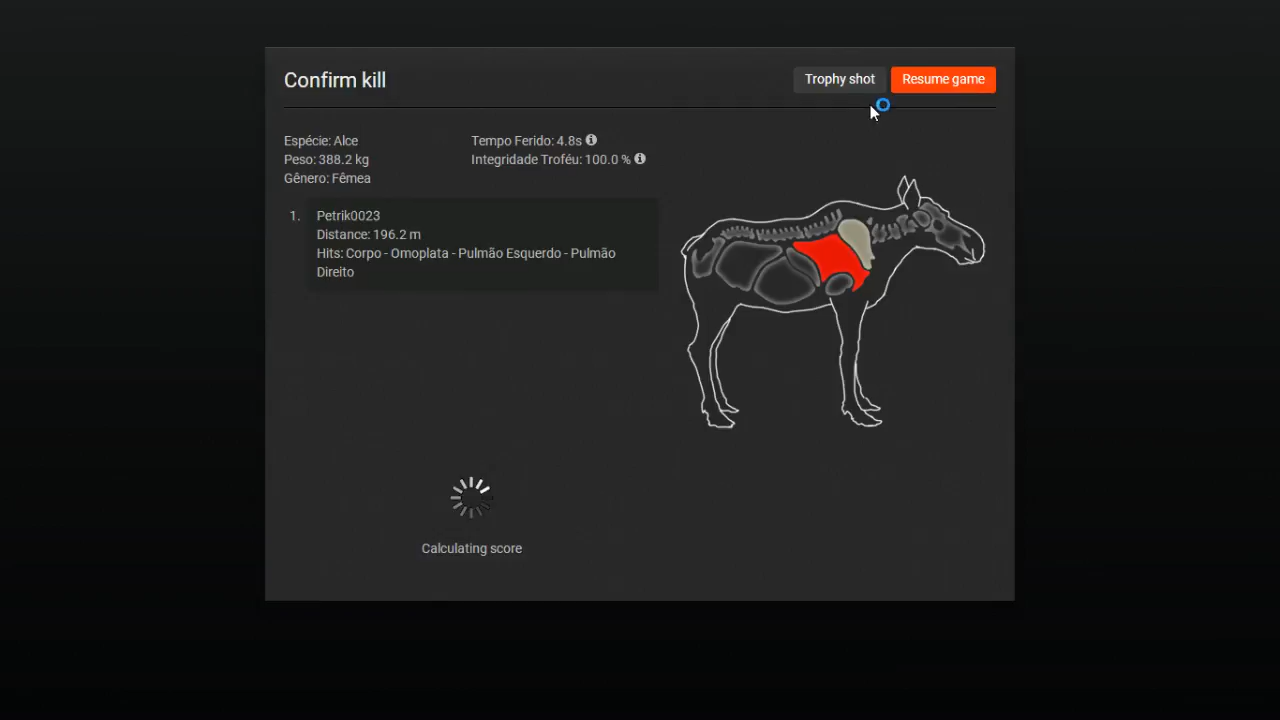 Confirm kill
Trophy shot
Resume game
Espécie: Alce
Peso: 388.2 kg
Gênero: Fêmea
Tempo Ferido: 4.8s
Integridade Troféu: 100.0 %
1.
Petrik0023
Distance: 196.2 m
Hits: Corpo - Omoplata - Pulmão Esquerdo - Pulmão
Direito
Calculating score